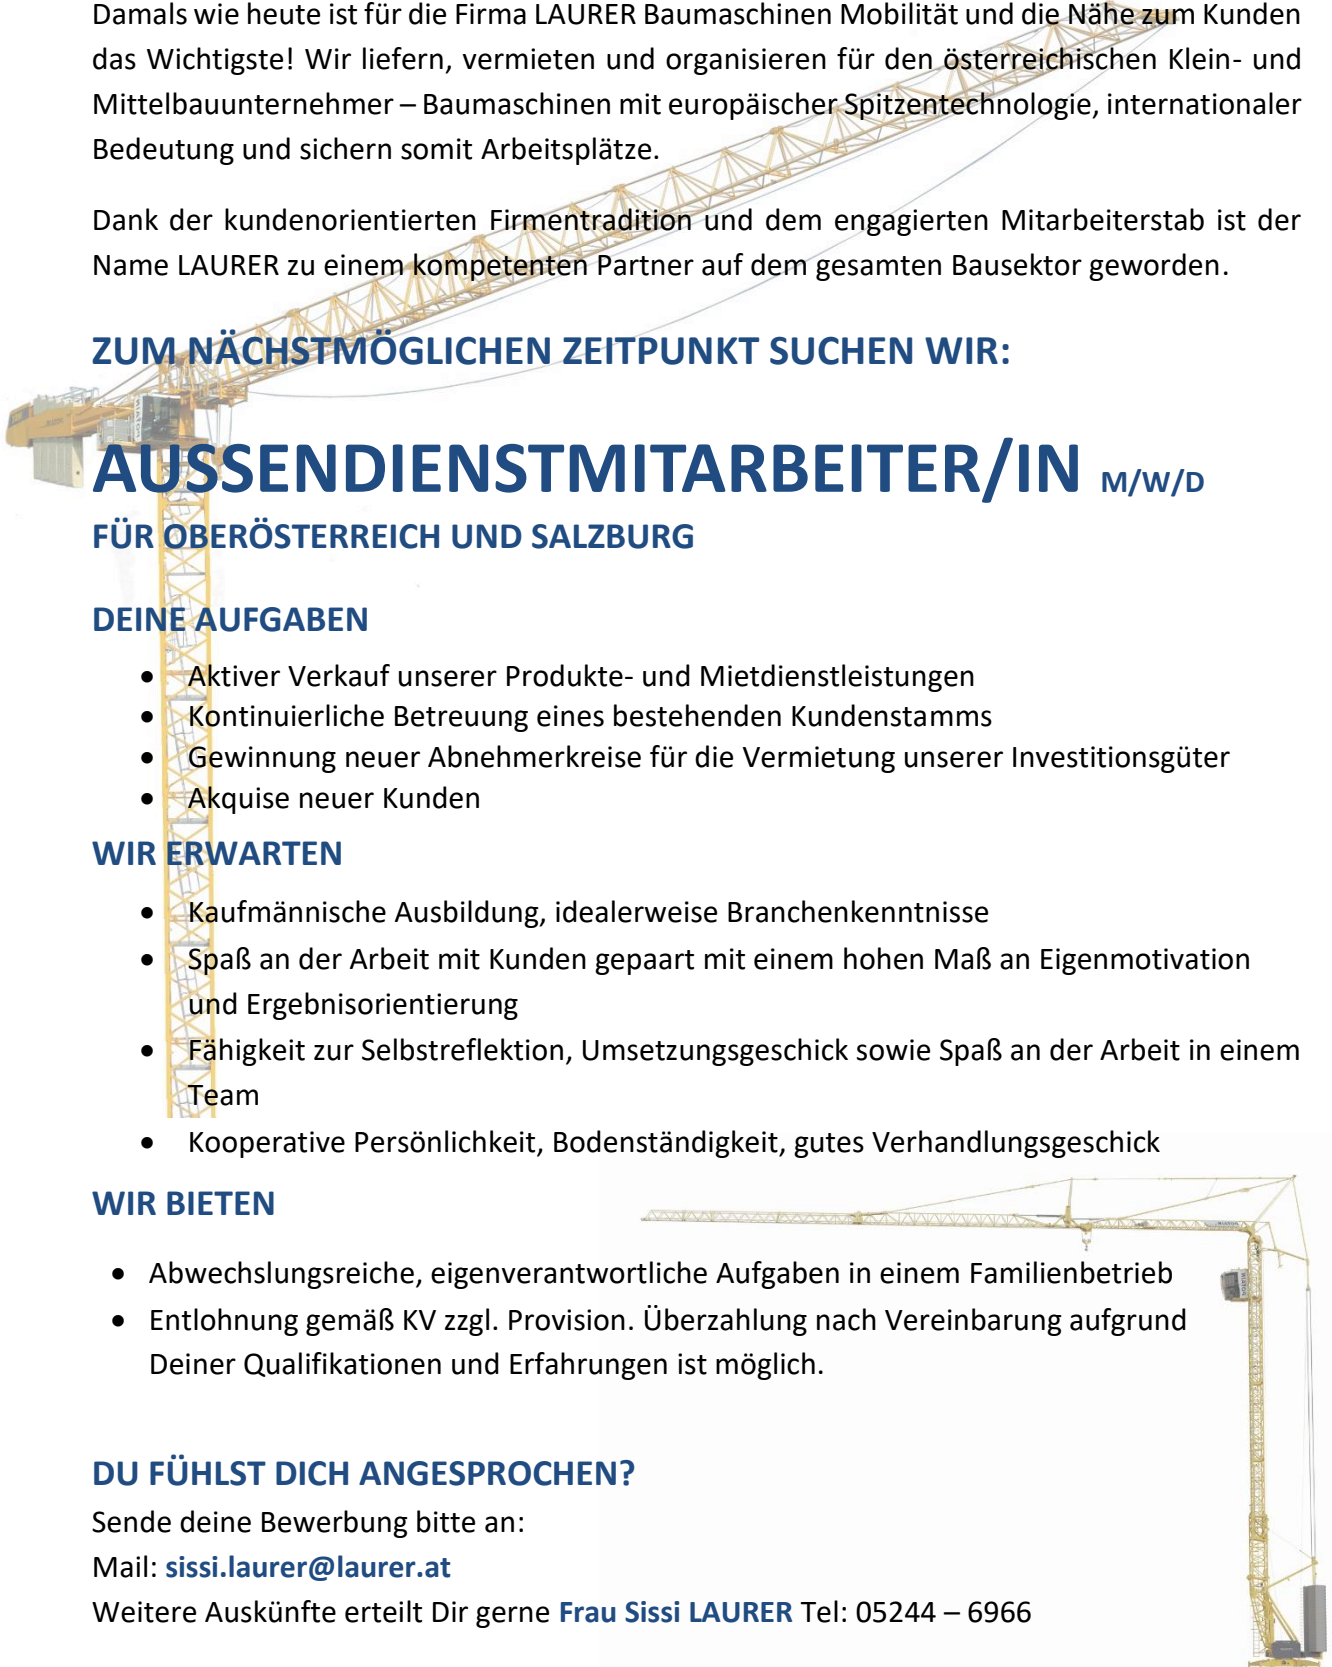 Damals wie heute ist für die Firma LAURER Baumaschinen Mobilität und die Nähe zum Kunden
das Wichtigste! Wir liefern, vermieten und organisieren für den österreichischen Klein- und
Mittelbauunternehmer – Baumaschinen mit europäischer Spitzentechnologie, internationaler
Bedeutung und sichern somit Arbeitsplätze.
Dank der kundenorientierten Firmentradition und dem engagierten Mitarbeiterstab ist der
Name LAURER zu einem kompetenten Partner auf dem gesamten Bausektor geworden.
ZUM NÄCHSTMÖGLICHEN ZEITPUNKT SUCHEN WIR:
AUSSENDIENSTMITARBEITER/IN M/W/D
FÜR OBERÖSTERREICH UND SALZBURG
DEINE AUFGABEN
• Aktiver Verkauf unserer Produkte- und Mietdienstleistungen
• Kontinuierliche Betreuung eines bestehenden Kundenstamms
• Gewinnung neuer Abnehmerkreise für die Vermietung unserer Investitionsgüter
• Akquise neuer Kunden
WIR ERWARTEN
• Kaufmännische Ausbildung, idealerweise Branchenkenntnisse
• Spaß an der Arbeit mit Kunden gepaart mit einem hohen Maß an Eigenmotivation
und Ergebnisorientierung
• Fähigkeit zur Selbstreflektion, Umsetzungsgeschick sowie Spaß an der Arbeit in einem
Team
• Kooperative Persönlichkeit, Bodenständigkeit, gutes Verhandlungsgeschick
WIR BIETEN
• Abwechslungsreiche, eigenverantwortliche Aufgaben in einem Familienbetrieb
• Entlohnung gemäß KV zzgl. Provision. Überzahlung nach Vereinbarung aufgrund
Deiner Qualifikationen und Erfahrungen ist möglich.
DU FÜHLST DICH ANGESPROCHEN?
Sende deine Bewerbung bitte an:
Mail: sissi.laurer@laurer.at
Weitere Auskünfte erteilt Dir gerne Frau Sissi LAURER Tel: 05244 – 6966